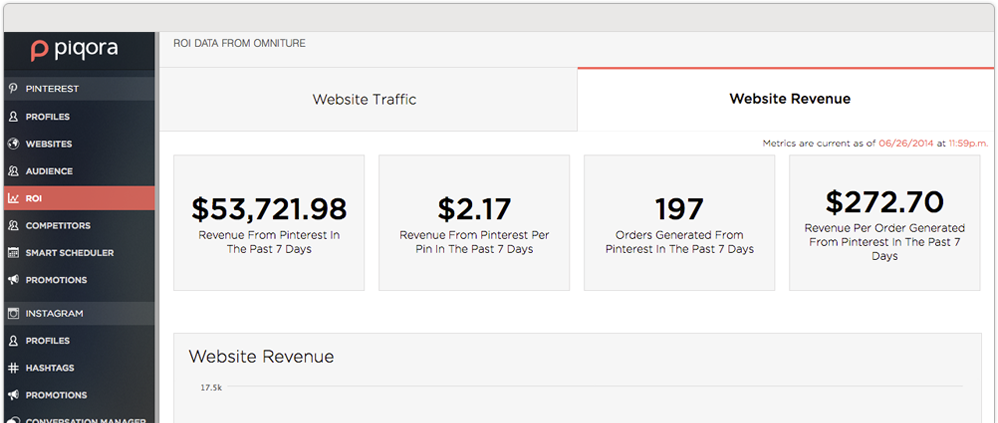 piqora
PINTEREST
PROFILES
WEBSITES
AUDIENCE
ROI
COMPETITORS
SMART SCHEDULER
PROMOTIONS
INSTAGRAM
PROFILES
HASHTAGS
PROMOTIONS
CONVERSATION MANAGER
ROI DATA FROM OMNITURE
Website Traffic
Website Revenue
Metrics are current as of 06/26/2014 at 11:59p.m.
$53,721.98
Revenue From Pinterest In
The Past 7 Days
$2.17
Revenue From Pinterest Per
Pin In The Past 7 Days
197
Orders Generated From
Pinterest In The Past 7 Days
$272.70
Revenue Per Order Generated
From Pinterest In The Past 7
Days
Website Revenue
17.5k